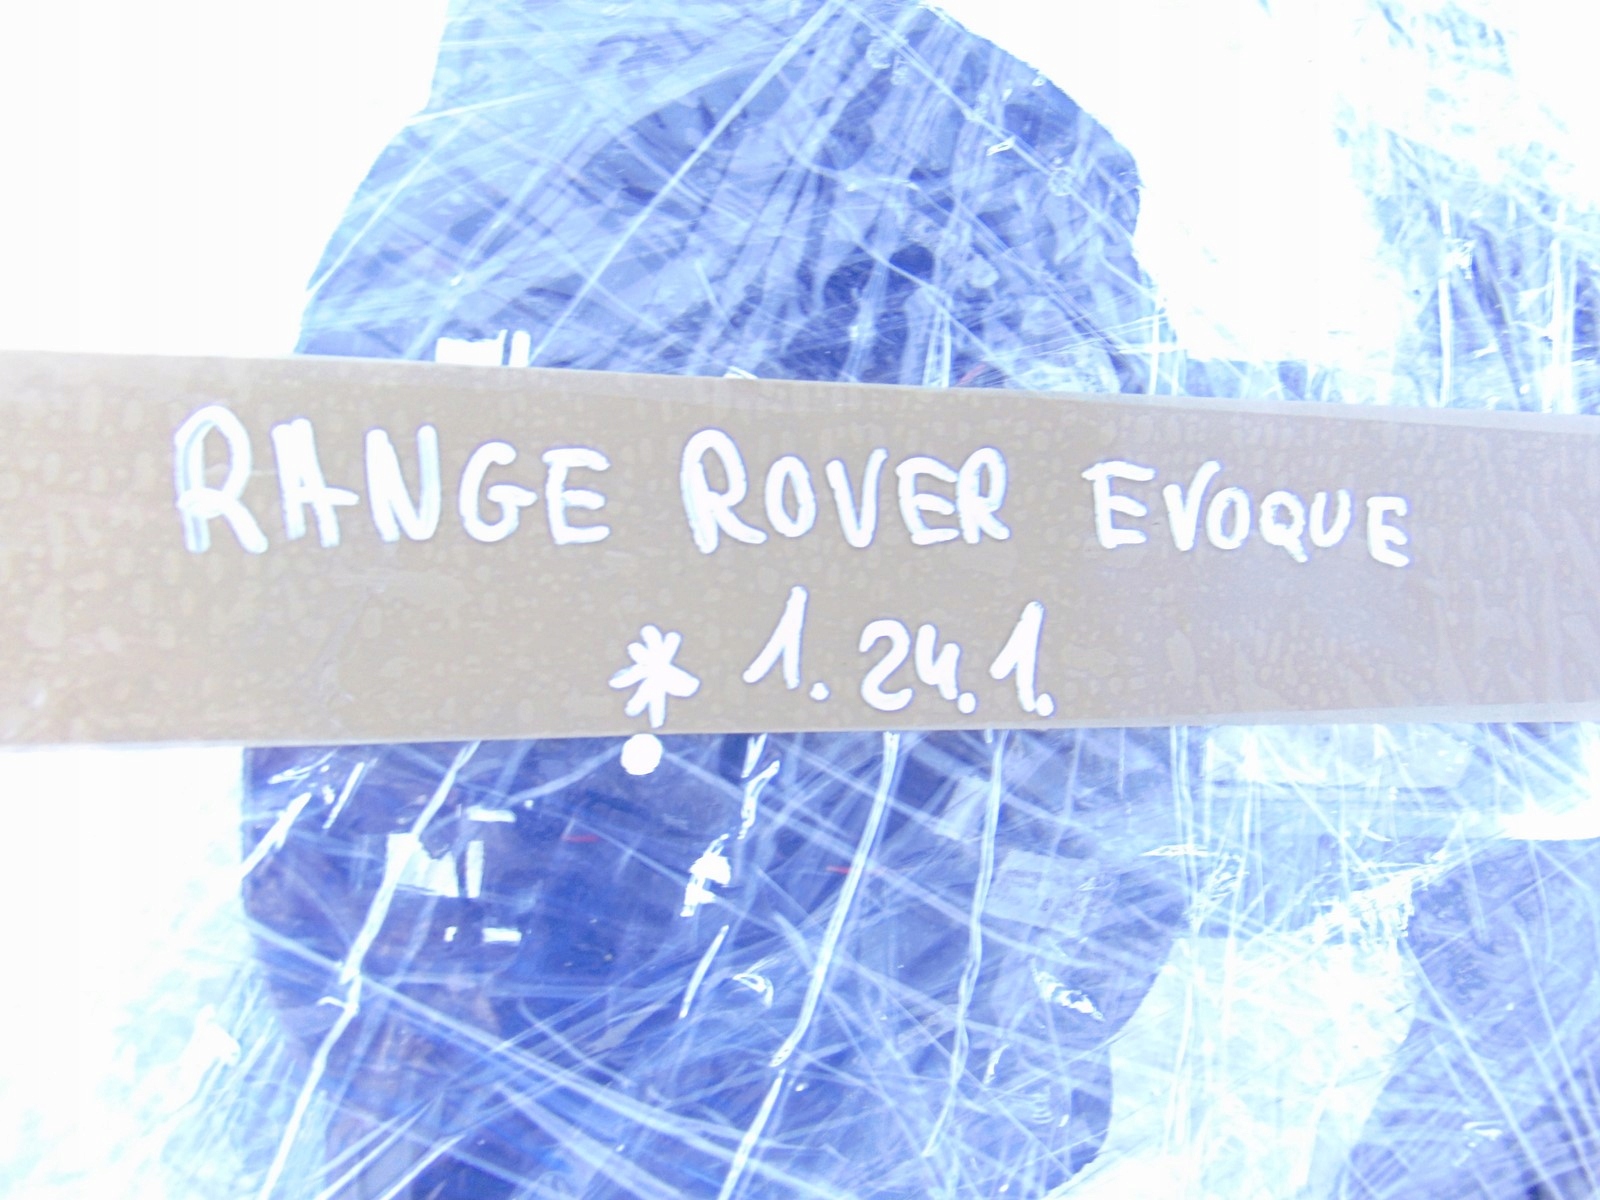 RANGE ROVER EVOQUE
* 1.24.1.